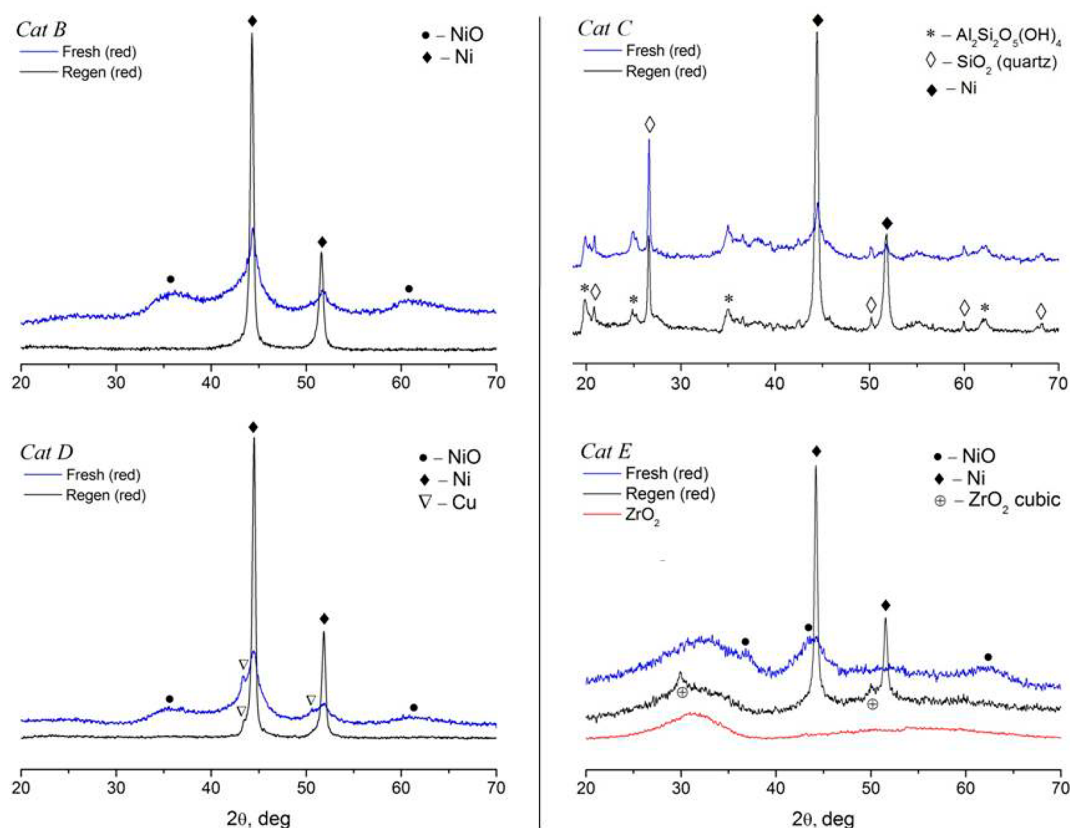 Cat B
Fresh (red)
Regen (red)
● – NiO
◆ – Ni
◆
◆
●
●
20 30 40 50 60 70
Cat C
Fresh (red)
Regen (red)
* – Al₂Si₂O₅(OH)₄
◊ – SiO₂ (quartz)
◆ – Ni
◆
◊
◆
* ◊ * * ◊ ◊ * ◊
20 30 40 50 60 70
Cat D
Fresh (red)
Regen (red)
● – NiO
◆ – Ni
▽ – Cu
◆
◆
▽
● ▽ ▽ ●
20 30 40 50 60 70
2θ, deg
Cat E
Fresh (red)
Regen (red)
ZrO₂
● – NiO
◆ – Ni
⊕ – ZrO₂ cubic
◆
◆
● ● ●
⊕ ⊕
20 30 40 50 60 70
2θ, deg